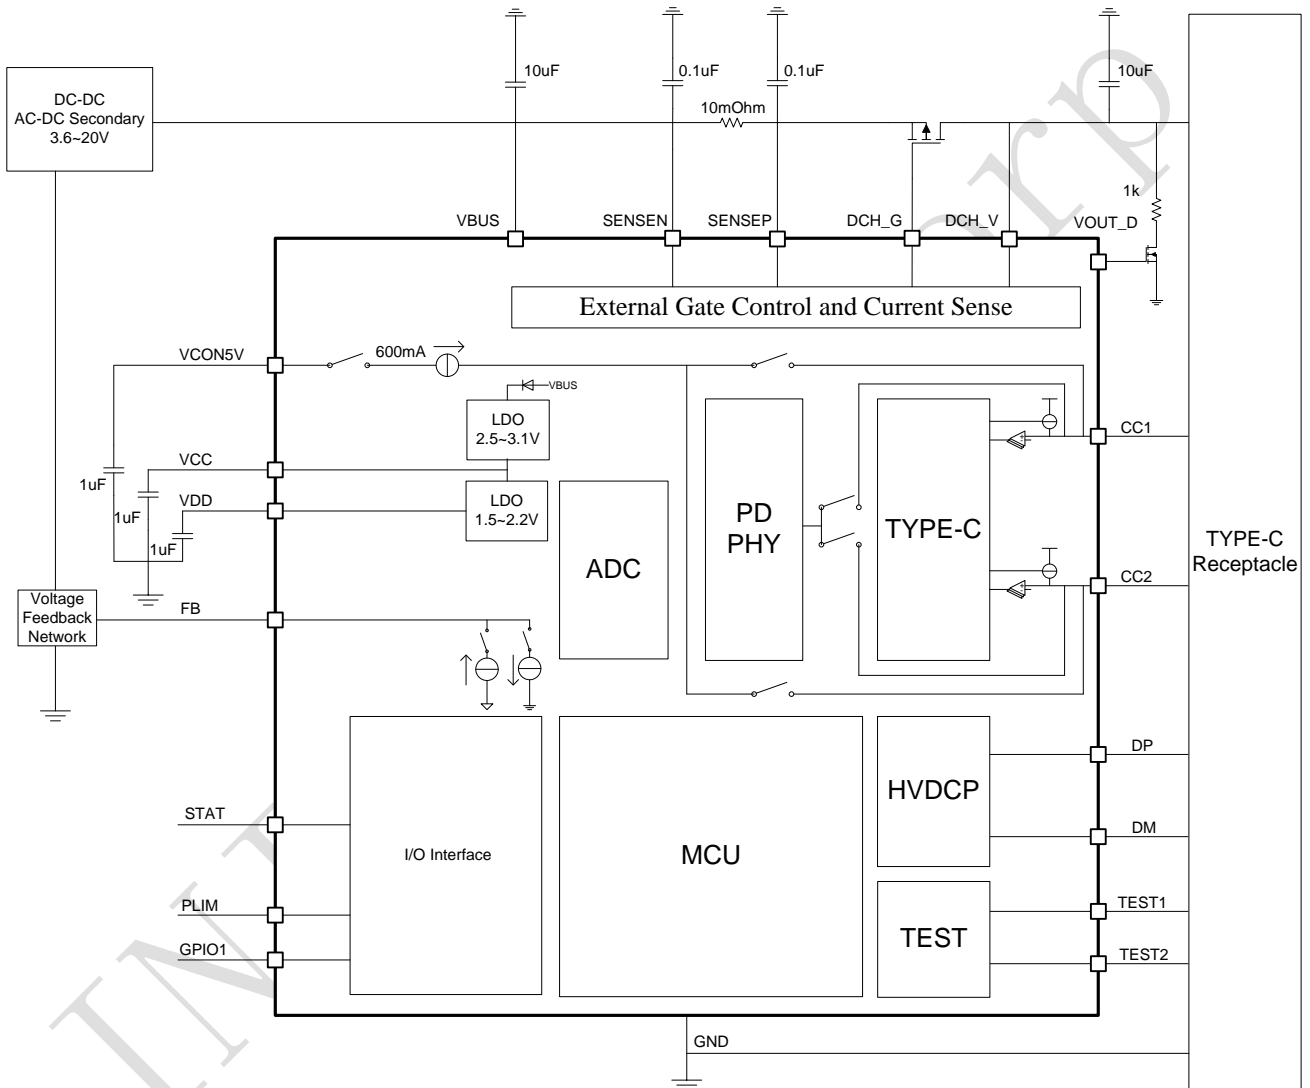 10uF
0.1uF
0.1uF
10uF
DC-DC
AC-DC Secondary
3.6~20V
10mOhm
1k
VBUS
SENSEN
SENSEP
DCH_G
DCH_V
VOUT_D
External Gate Control and Current Sense
VCON5V
600mA
VBUS
LDO
2.5~3.1V
CC1
VCC
1uF
VDD
LDO
1.5~2.2V
1uF
1uF
ADC
PD
PHY
TYPE-C
TYPE-C
Receptacle
CC2
Voltage
Feedback
Network
FB
DP
HVDCP
STAT
DM
I/O Interface
MCU
PLIM
TEST1
TEST
GPIO1
TEST2
GND